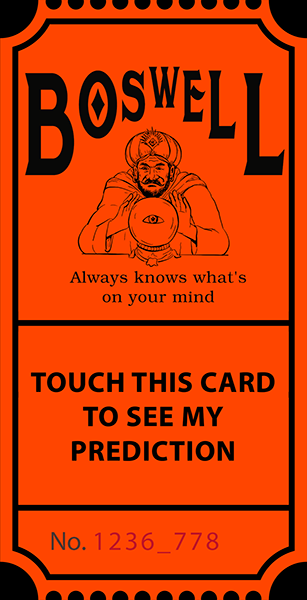 BOSWELL
Always knows what's
on your mind
TOUCH THIS CARD
TO SEE MY
PREDICTION
No. 1236_778